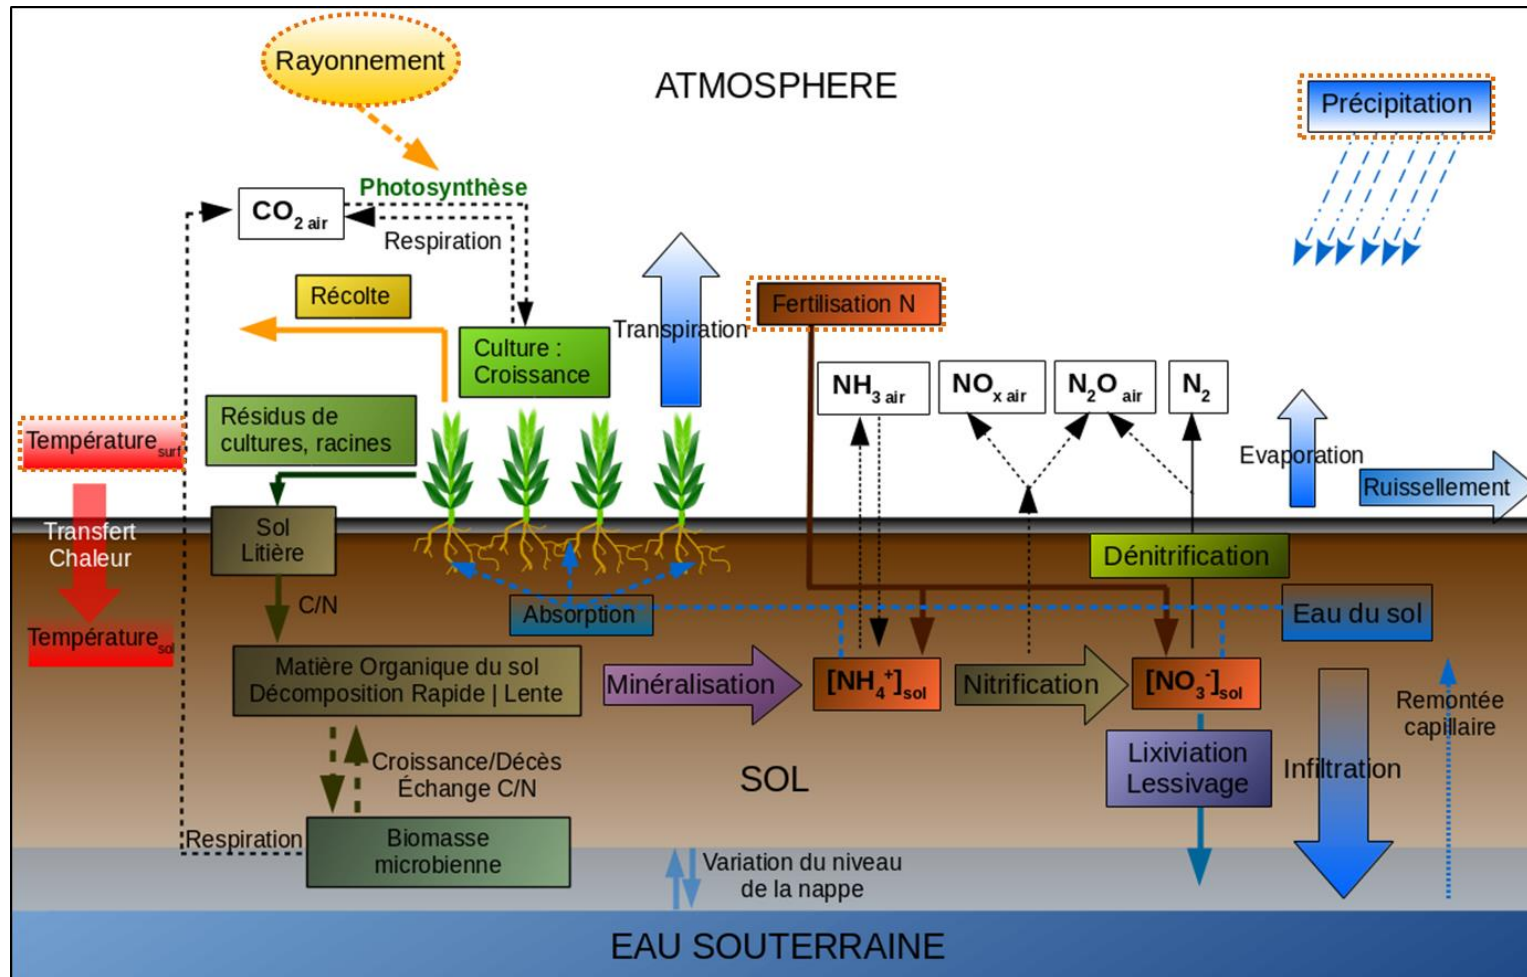 Rayonnement
ATMOSPHERE
Précipitation
Photosynthèse
CO2 air
Respiration
Récolte
Fertilisation N
Transpiration
Culture :
Croissance
NH3 air
NOx air
N2O air
N2
Résidus de
cultures, racines
Température surf
Evaporation
Ruissellement
Transfert
Chaleur
Sol
Litière
Dénitrification
C/N
Absorption
Eau du sol
Température sol
Matière Organique du sol
Décomposition Rapide | Lente
Minéralisation
[NH4+]sol
Nitrification
[NO3-]sol
Remontée
capillaire
Croissance/Décès
Échange C/N
SOL
Lixiviation
Lessivage
Infiltration
Respiration
Biomasse
microbienne
Variation du niveau
de la nappe
EAU SOUTERRAINE